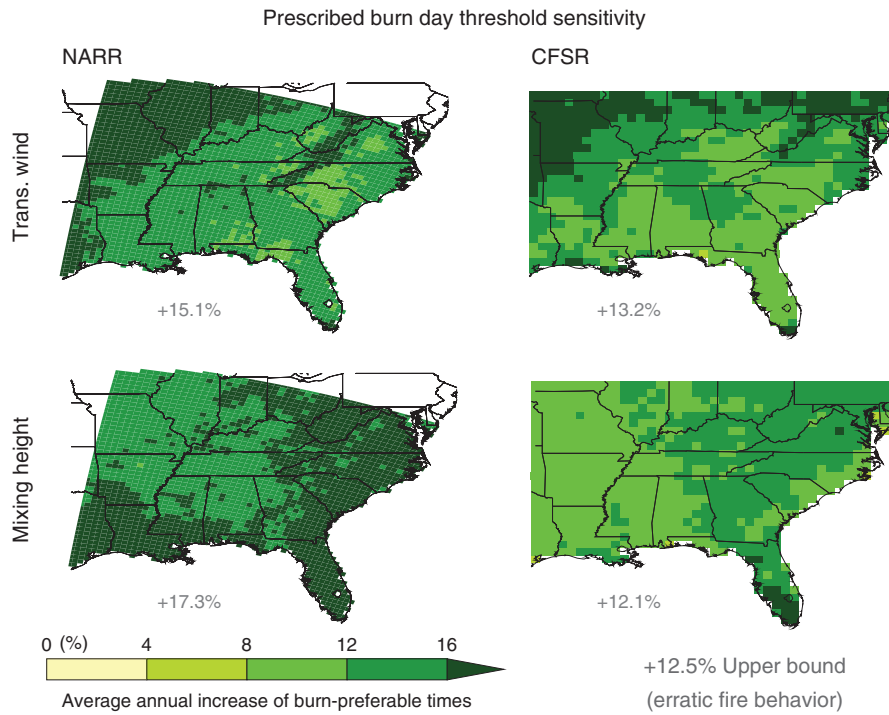 Prescribed burn day threshold sensitivity
NARR
CFSR
Trans. wind
+15.1%
+13.2%
Mixing height
+17.3%
+12.1%
0 (%) 4 8 12 16
Average annual increase of burn-preferable times
+12.5% Upper bound
(erratic fire behavior)